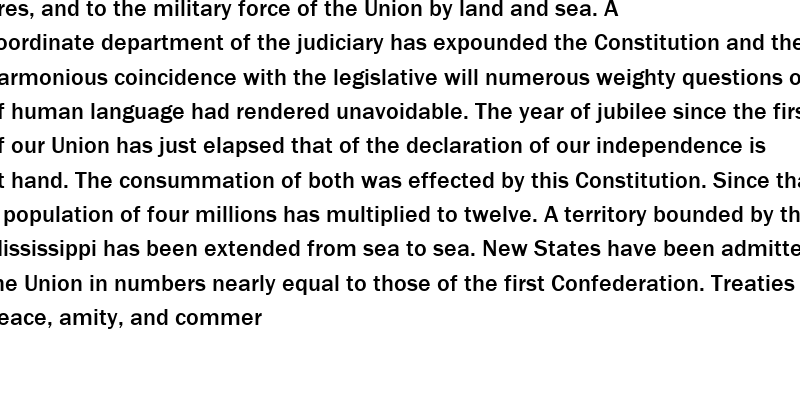 res, and to the military force of the Union by land and sea. A
oordinate department of the judiciary has expounded the Constitution and the
armonious coincidence with the legislative will numerous weighty questions o
f human language had rendered unavoidable. The year of jubilee since the firs
f our Union has just elapsed that of the declaration of our independence is
t hand. The consummation of both was effected by this Constitution. Since tha
population of four millions has multiplied to twelve. A territory bounded by th
ississippi has been extended from sea to sea. New States have been admitte
he Union in numbers nearly equal to those of the first Confederation. Treaties
eace, amity, and commer